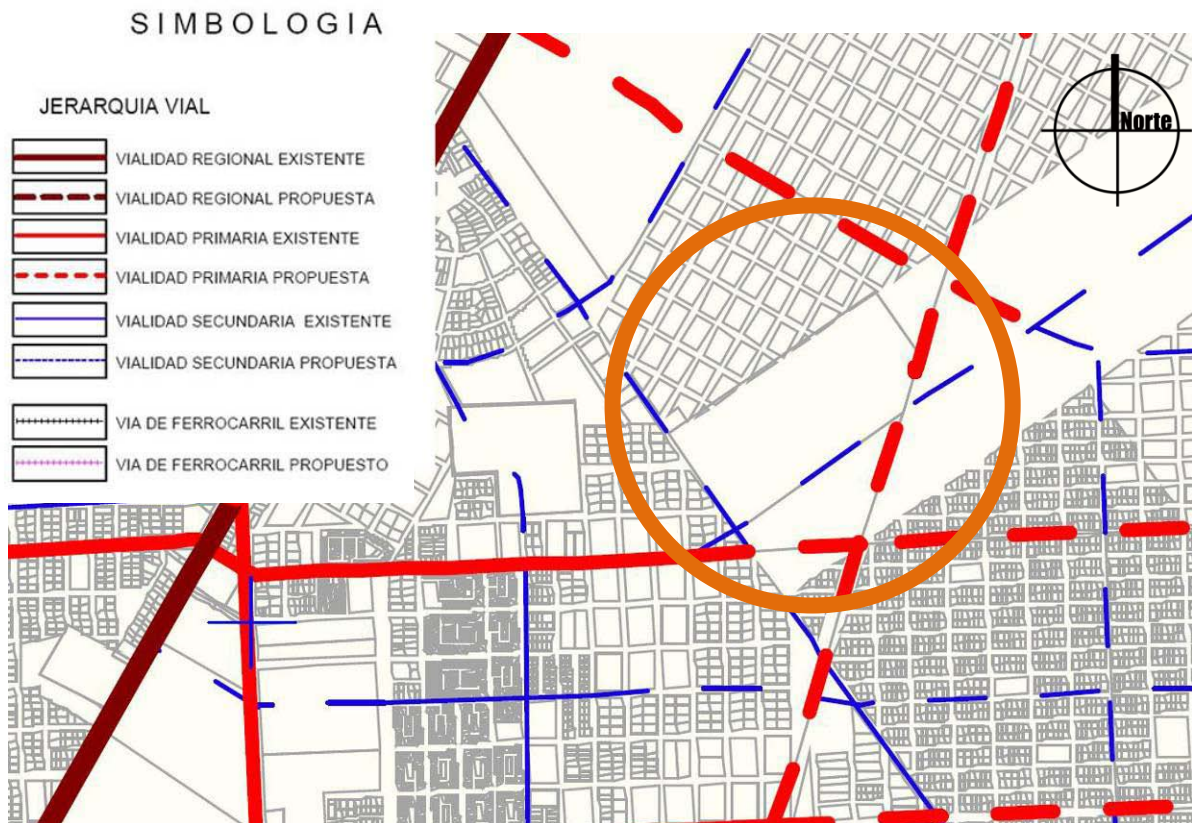 SIMBOLOGIA
JERARQUIA VIAL
VIALIDAD REGIONAL EXISTENTE
VIALIDAD REGIONAL PROPUESTA
VIALIDAD PRIMARIA EXISTENTE
VIALIDAD PRIMARIA PROPUESTA
VIALIDAD SECUNDARIA EXISTENTE
VIALIDAD SECUNDARIA PROPUESTA
VIA DE FERROCARRIL EXISTENTE
VIA DE FERROCARRIL PROPUESTO
Norte